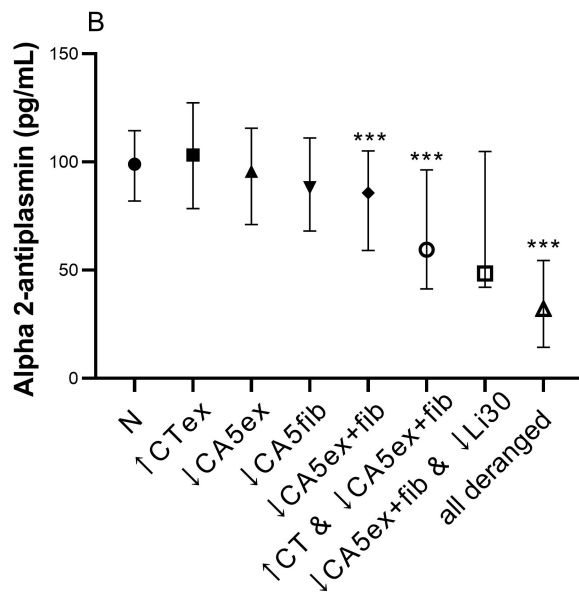 B
Alpha 2-antiplasmin (pg/mL)
150
100
50
0
***
***
***
N
↑CTex
↓CA5ex
↓CA5fib
↓CA5ex+fib
↑CT & ↓CA5ex+fib
↓CA5ex+fib & ↓Li30
all deranged